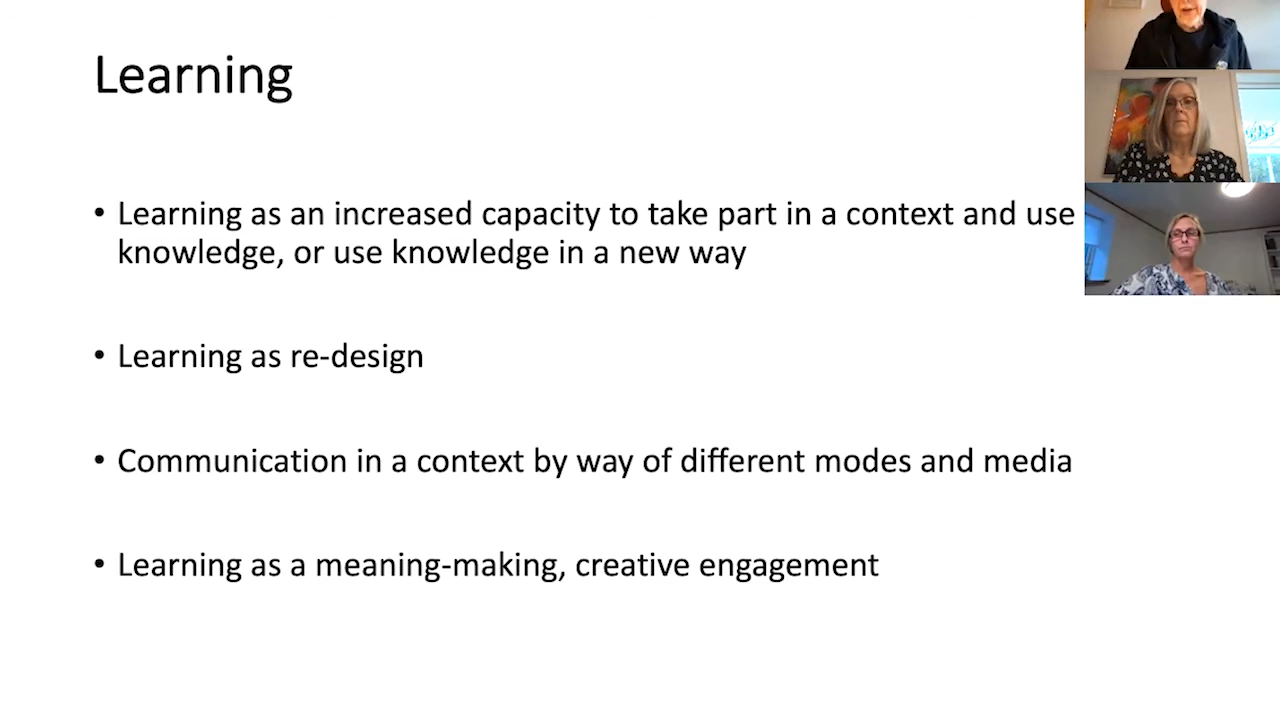 Learning
• Learning as an increased capacity to take part in a context and use
knowledge, or use knowledge in a new way
• Learning as re-design
• Communication in a context by way of different modes and media
• Learning as a meaning-making, creative engagement